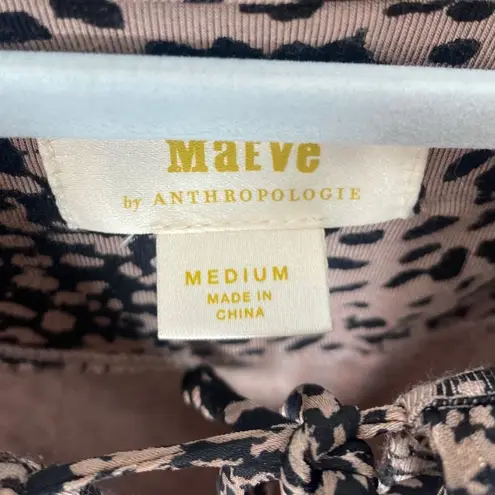 MaEve
by ANTHROPOLOGIE
MEDIUM
MADE IN
CHINA